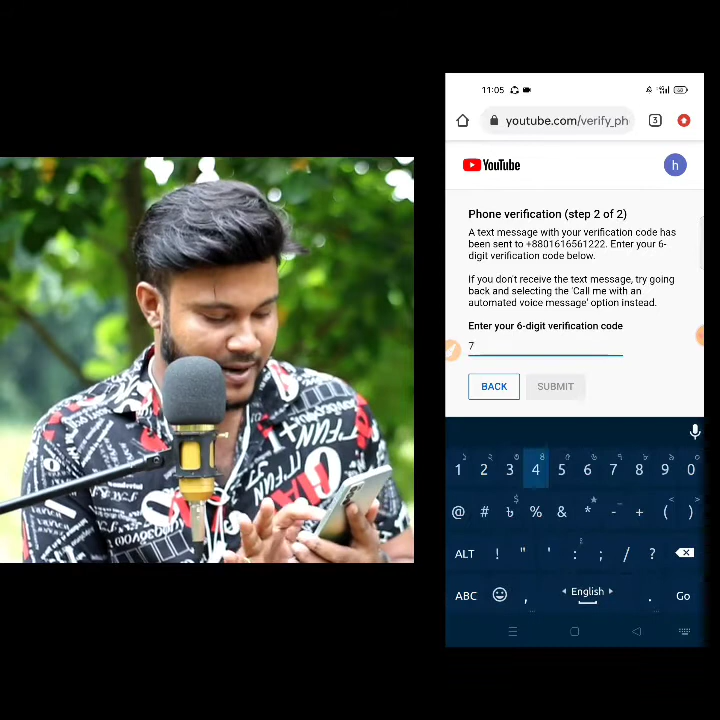 11:05
youtube.com/verify_ph
3
YouTube
h
Phone verification (step 2 of 2)
A text message with your verification code has
been sent to +8801616561222. Enter your 6-
digit verification code below.
If you don't receive the text message, try going
back and selecting the 'Call me with an
automated voice message' option instead.
Enter your 6-digit verification code
7
BACK
SUBMIT
1 2 3 4 5 6 7 8 9 0
@ # ৳ % & * - + ( )
ALT ! " ' : ; / ?
ABC , English . Go